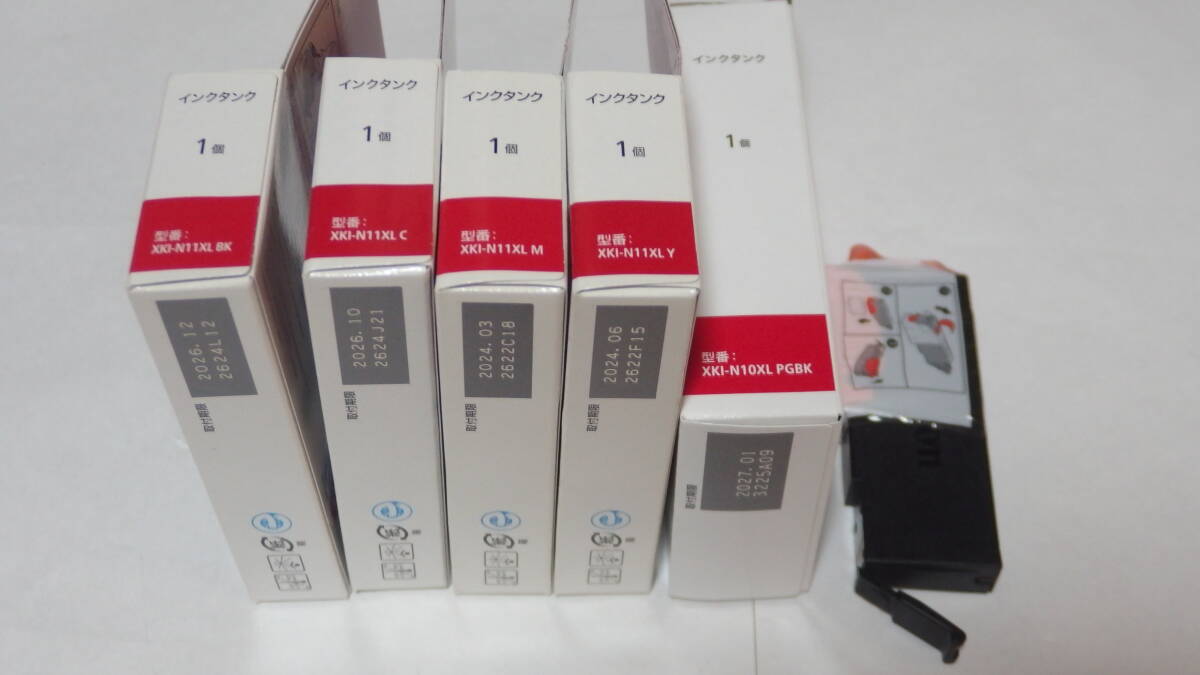 インクタンク
1個
型番：
XKI-N11XL BK
2026.12
2624L12
取付期限
インクタンク
1個
型番：
XKI-N11XL C
2026.10
2624J21
取付期限
インクタンク
1個
型番：
XKI-N11XL M
2024.03
2622C18
取付期限
インクタンク
1個
型番：
XKI-N11XL Y
2024.06
2622F15
取付期限
インクタンク
1個
型番：
XKI-N10XL PGBK
2027.01
3225A09
取付期限